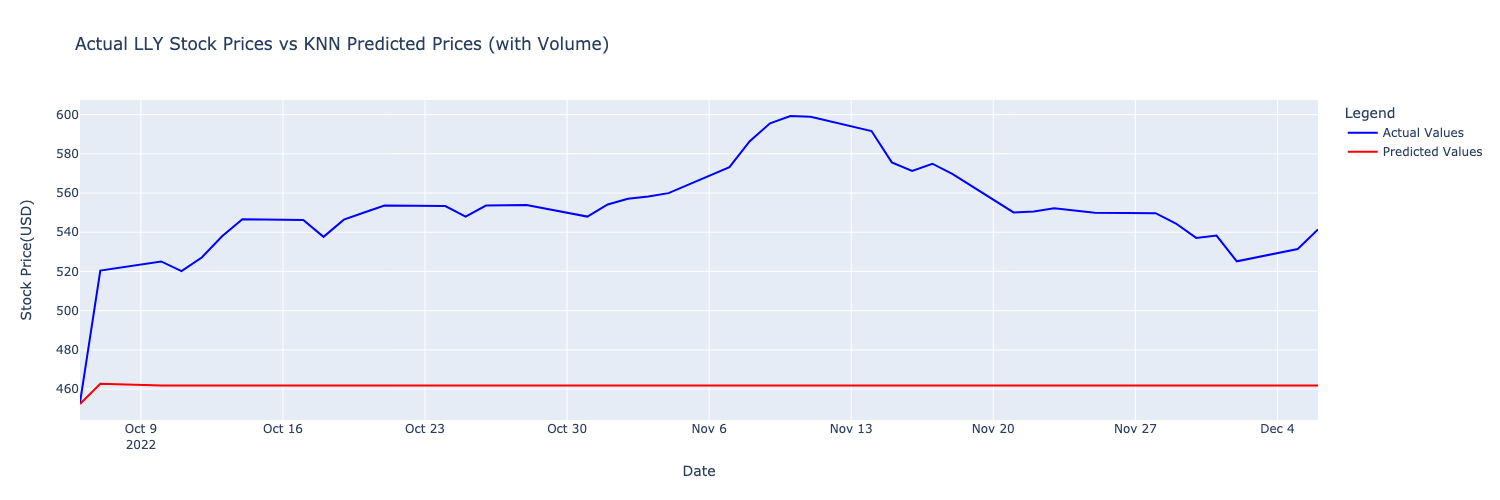 Actual LLY Stock Prices vs KNN Predicted Prices (with Volume)
Legend
Actual Values
Predicted Values
Stock Price(USD)
600
580
560
540
520
500
480
460
Oct 9 Oct 16 Oct 23 Oct 30 Nov 6 Nov 13 Nov 20 Nov 27 Dec 4
2022
Date